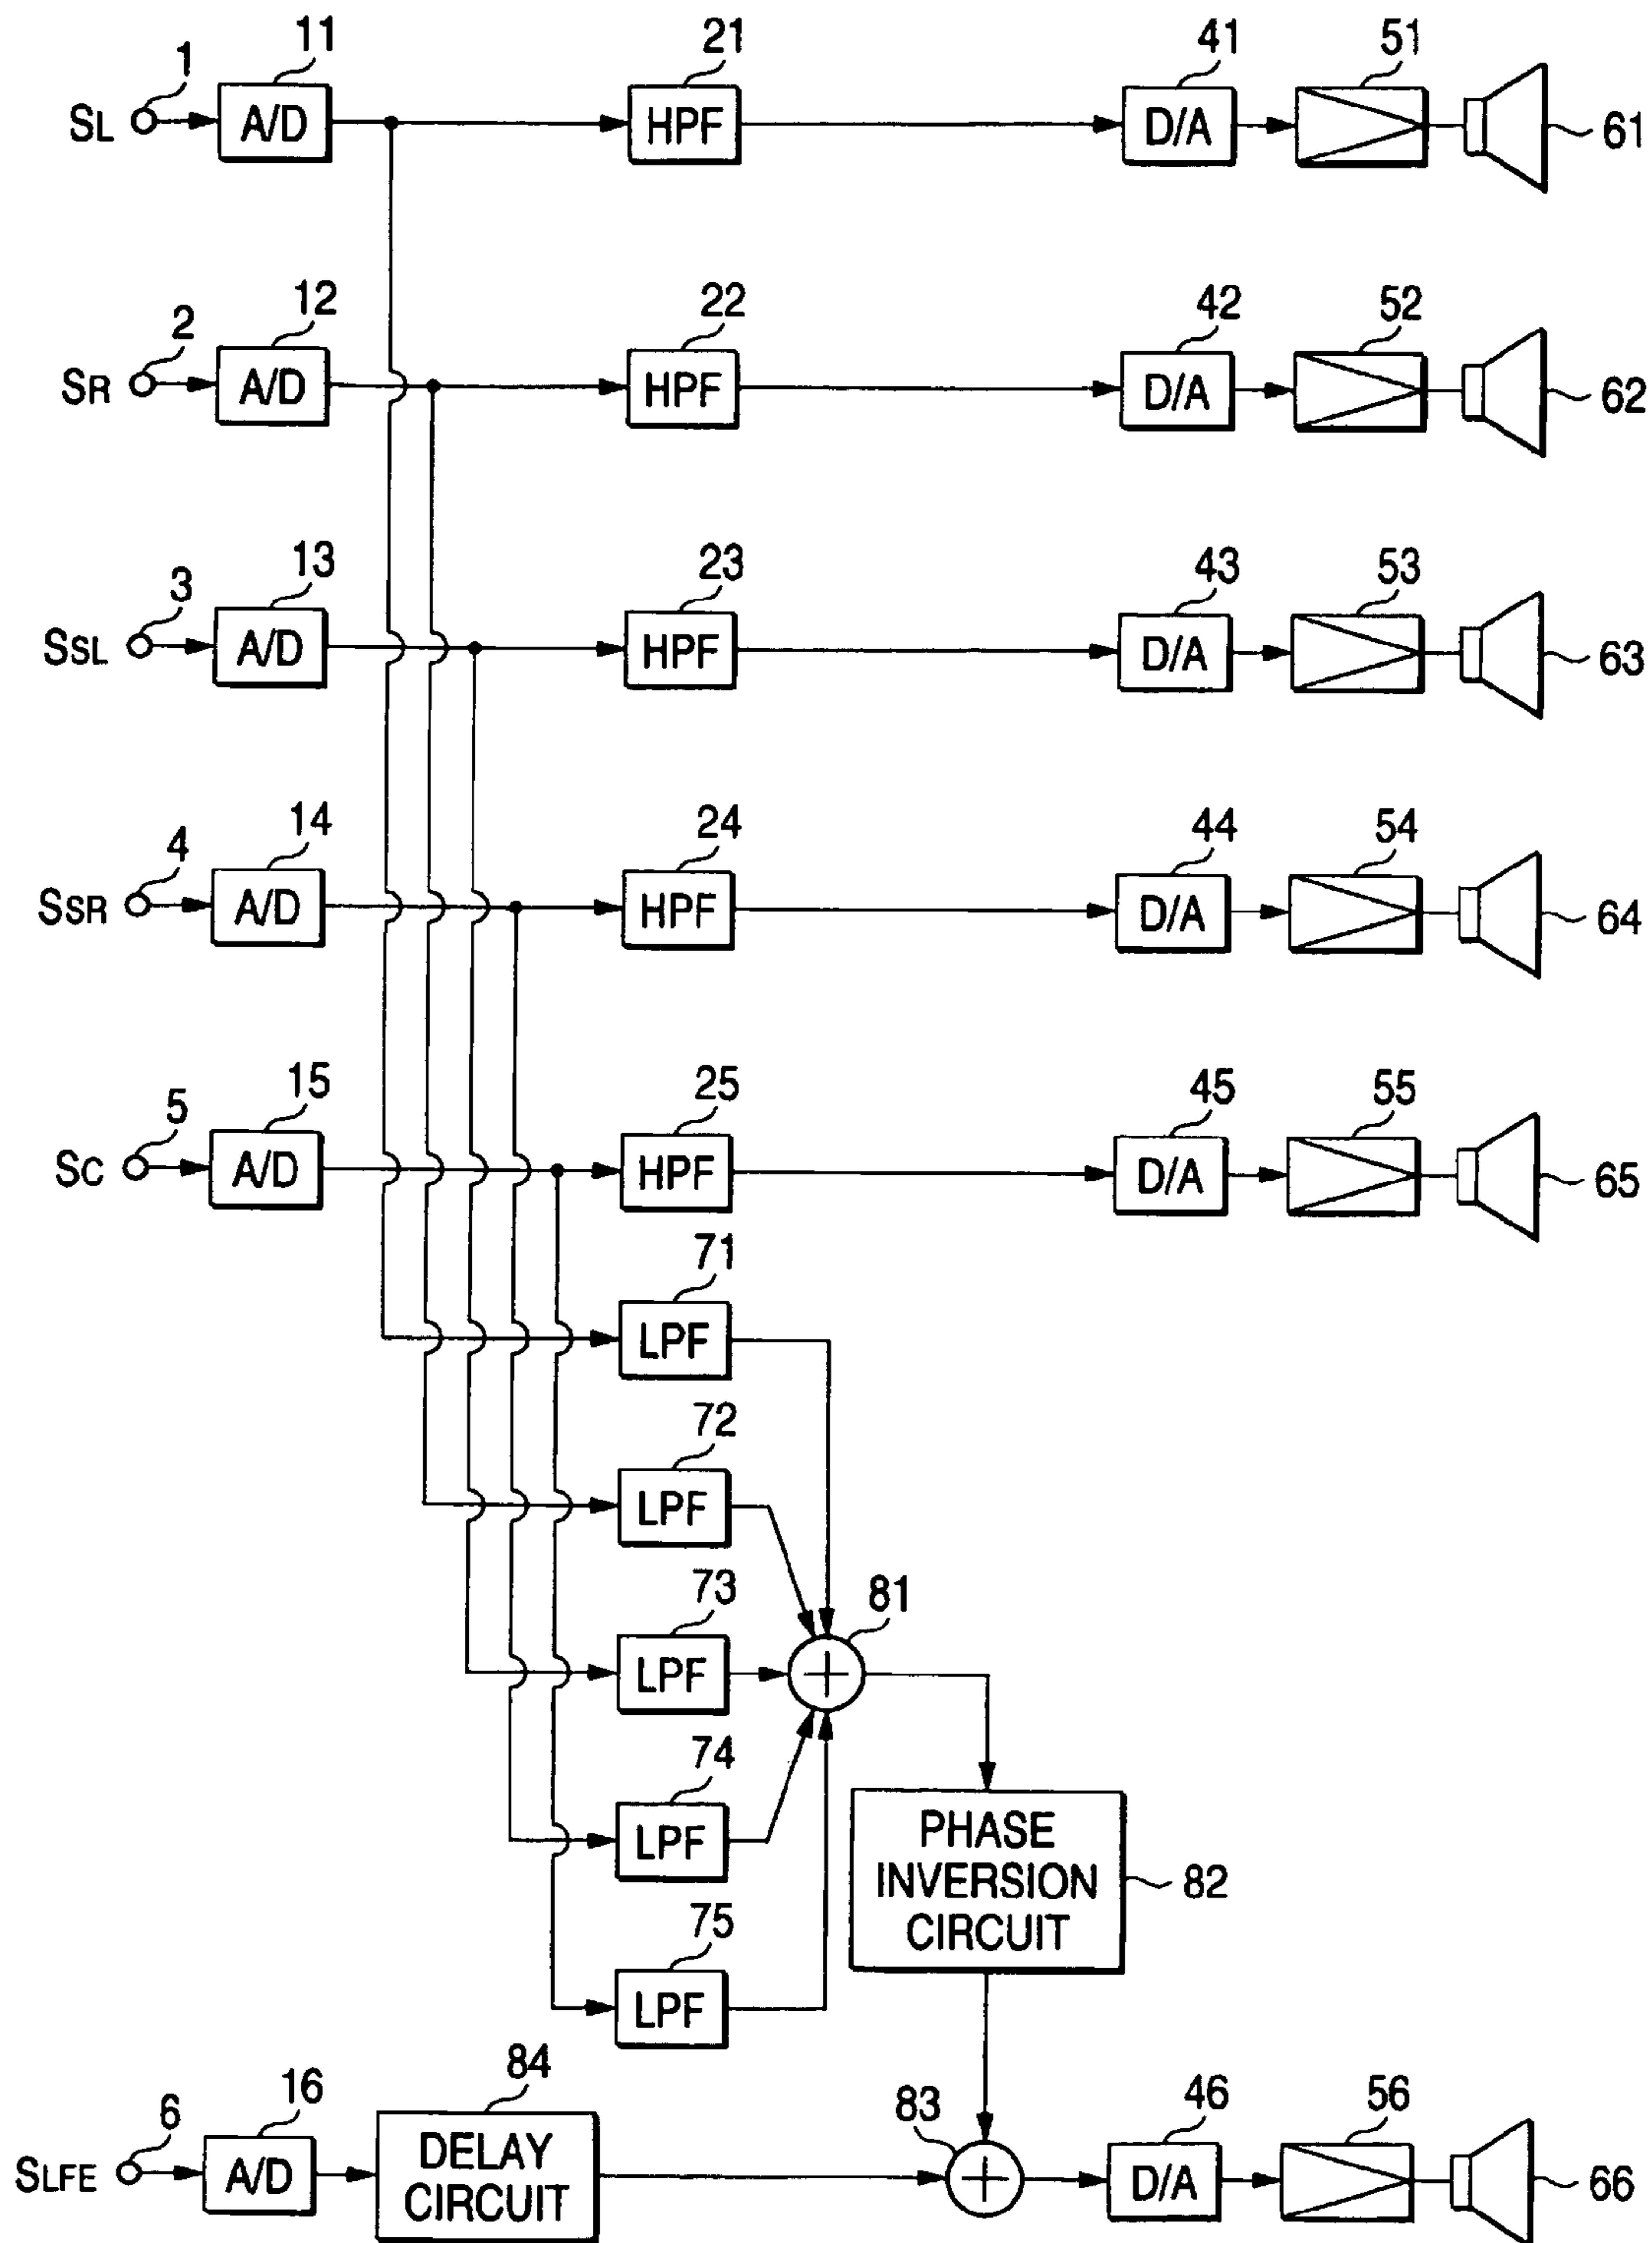 11 21 41 51
1
SL A/D HPF D/A 61
12 22 42 52
2
SR A/D HPF D/A 62
13 23 43 53
3
SSL A/D HPF D/A 63
14 24 44 54
4
SSR A/D HPF D/A 64
15 25 45 55
5
SC A/D HPF D/A 65
71
LPF
72
LPF
73 81
LPF +
74
LPF
PHASE
INVERSION
CIRCUIT
82
75
LPF
84
6 16 83 46 56
SLFE A/D DELAY
CIRCUIT + D/A 66